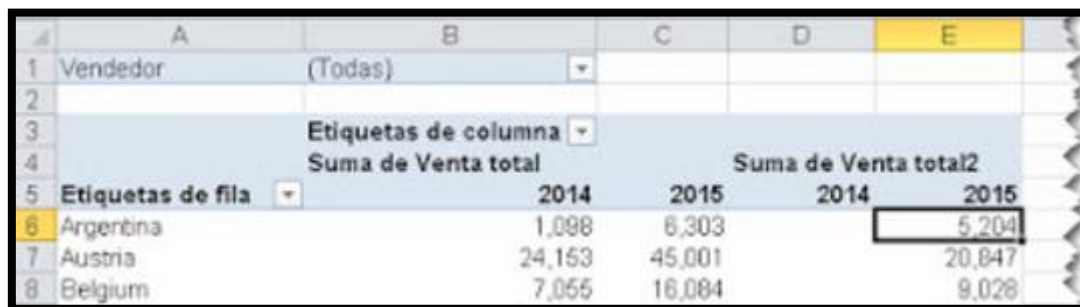 A B C D E
1 Vendedor (Todas)
2
3 Etiquetas de columna
4 Suma de Venta total Suma de Venta total2
5 Etiquetas de fila 2014 2015 2014 2015
6 Argentina 1,098 6,303 5,204
7 Austria 24,153 45,001 20,847
8 Belgium 7,055 16,084 9,028